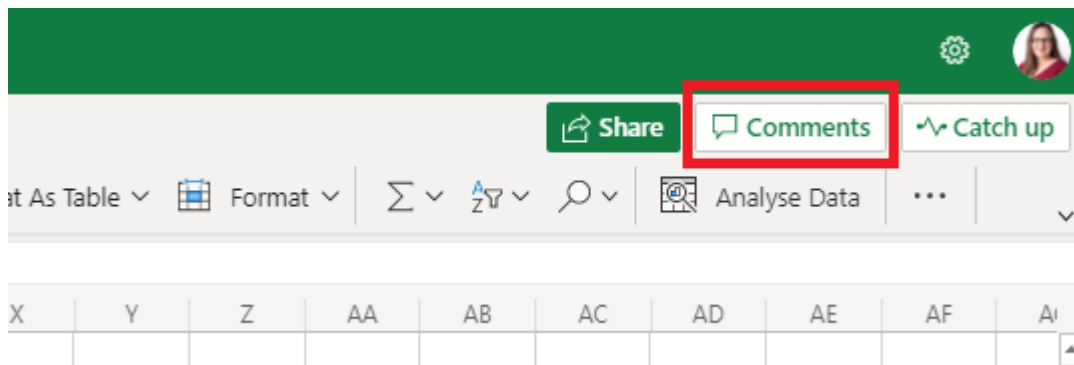 Share Comments Catch up
at As Table Format Analyse Data
X Y Z AA AB AC AD AE AF